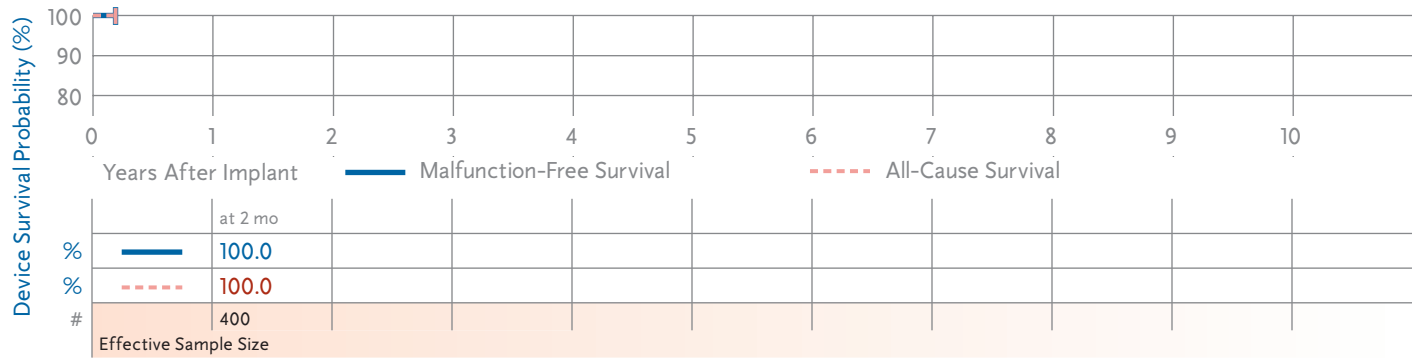 Device Survival Probability (%)
100
90
80
0 1 2 3 4 5 6 7 8 9 10
Years After Implant Malfunction-Free Survival All-Cause Survival
at 2 mo
% 100.0
% 100.0
# 400
Effective Sample Size